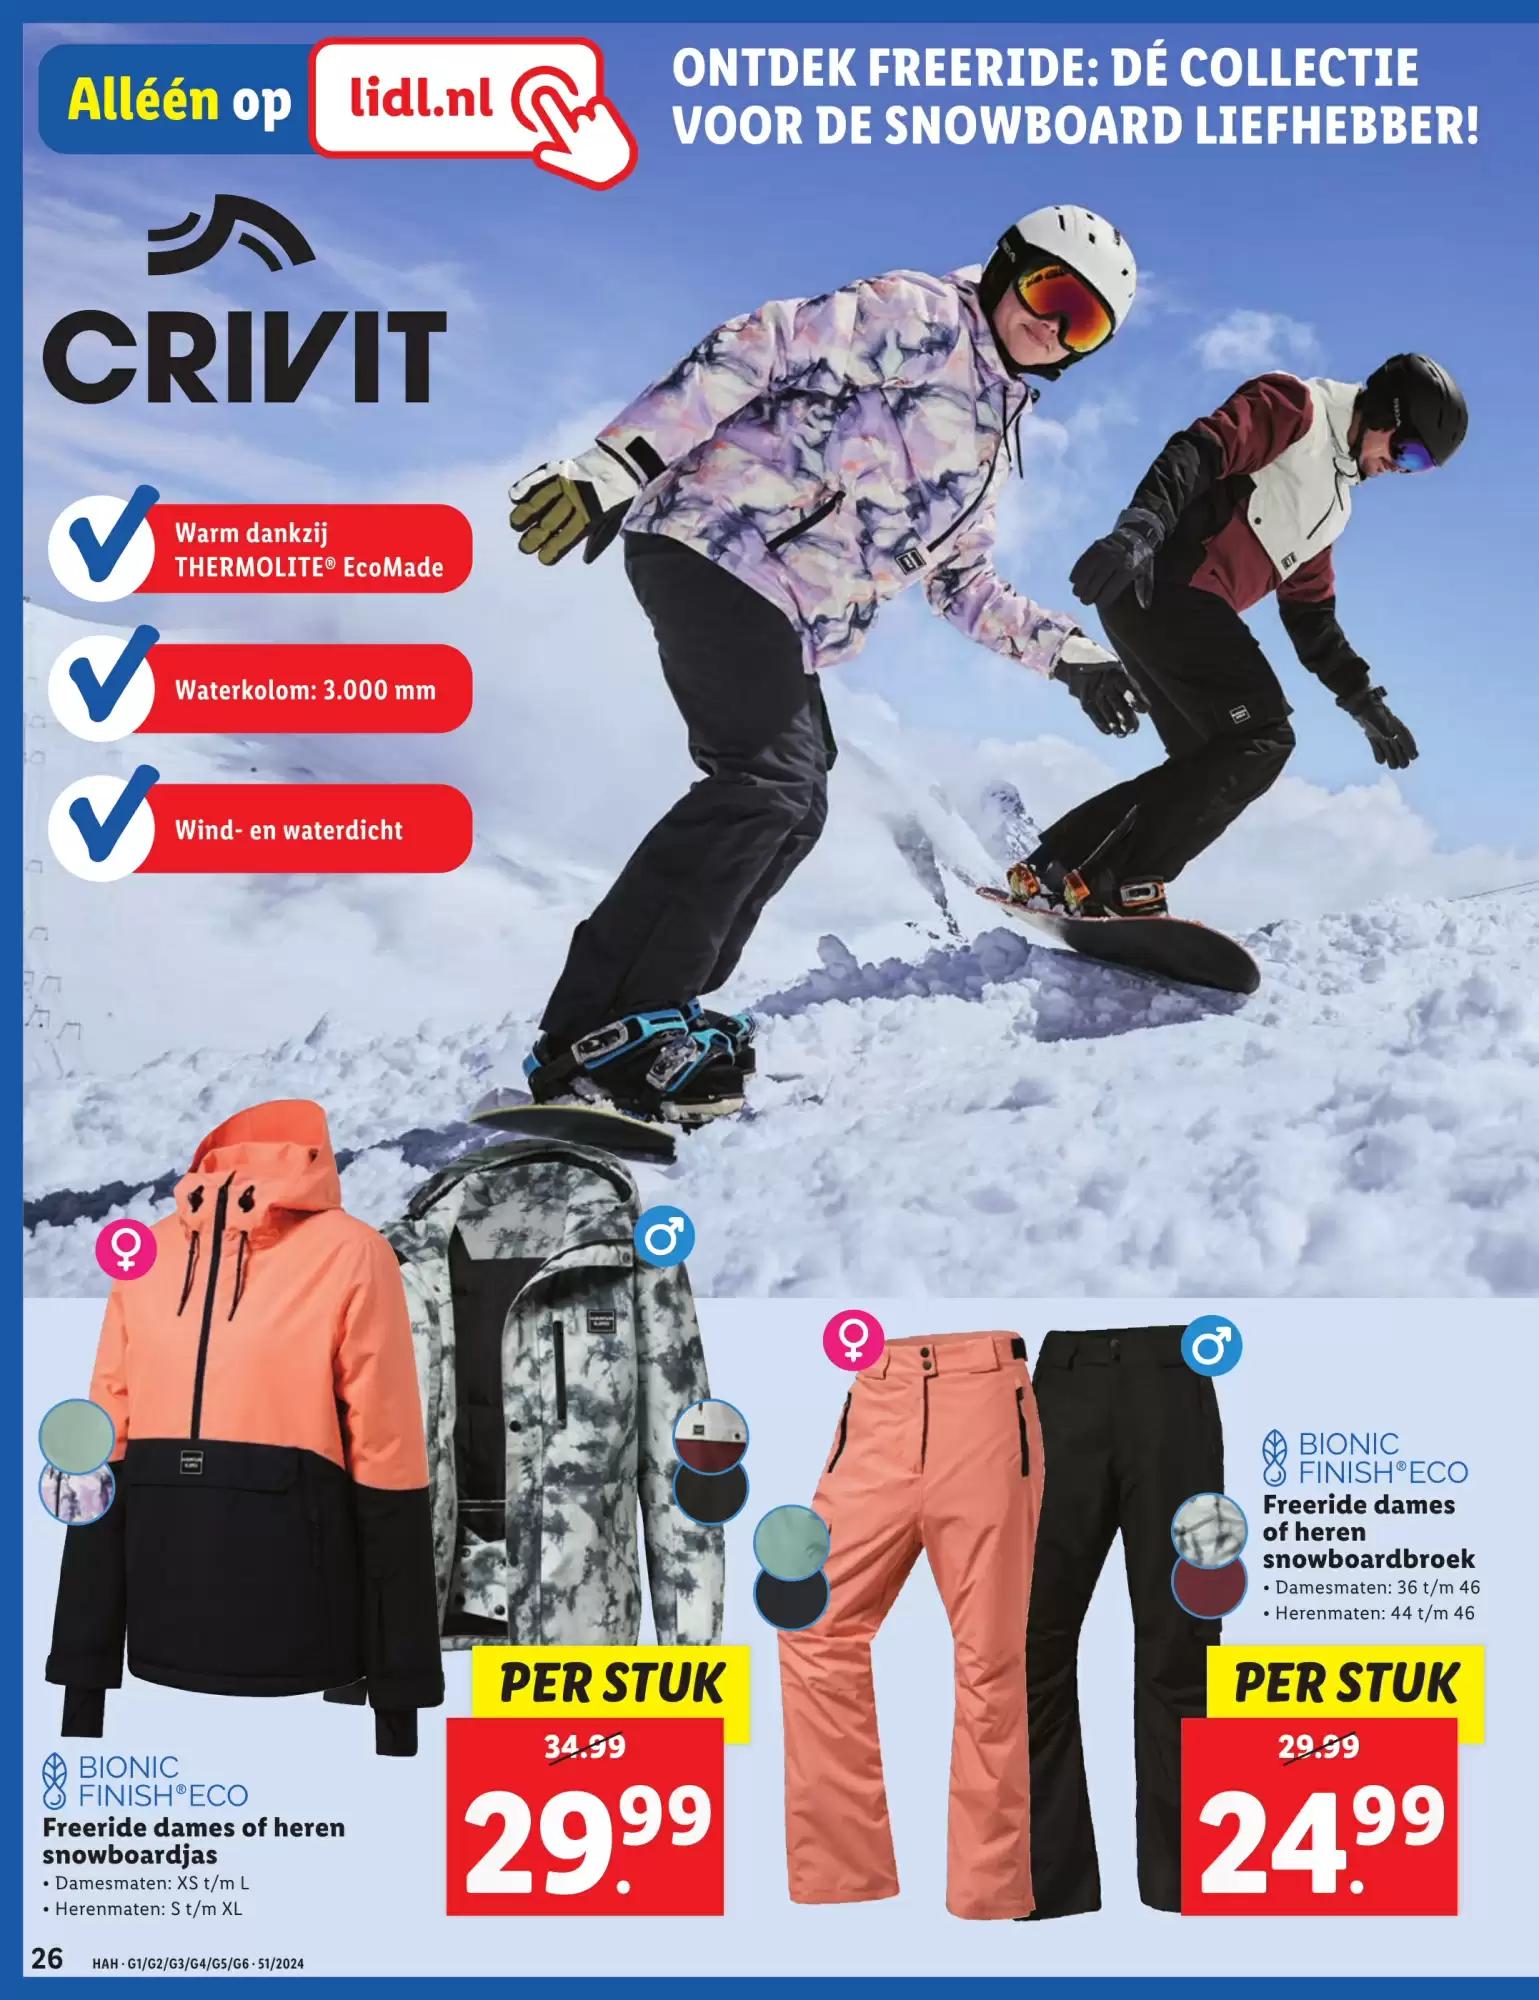 Alléén op lidl.nl
ONTDEK FREERIDE: DÉ COLLECTIE
VOOR DE SNOWBOARD LIEFHEBBER!
CRIVIT
Warm dankzij
THERMOLITE® EcoMade
Waterkolom: 3.000 mm
Wind- en waterdicht
BIONIC
FINISH®ECO
Freeride dames of heren
snowboardjas
• Damesmaten: XS t/m L
• Herenmaten: S t/m XL
PER STUK
34.99
29.99
BIONIC
FINISH®ECO
Freeride dames
of heren
snowboardbroek
• Damesmaten: 36 t/m 46
• Herenmaten: 44 t/m 46
PER STUK
29.99
24.99
26 HAH · G1/G2/G3/G4/G5/G6 · 51/2024